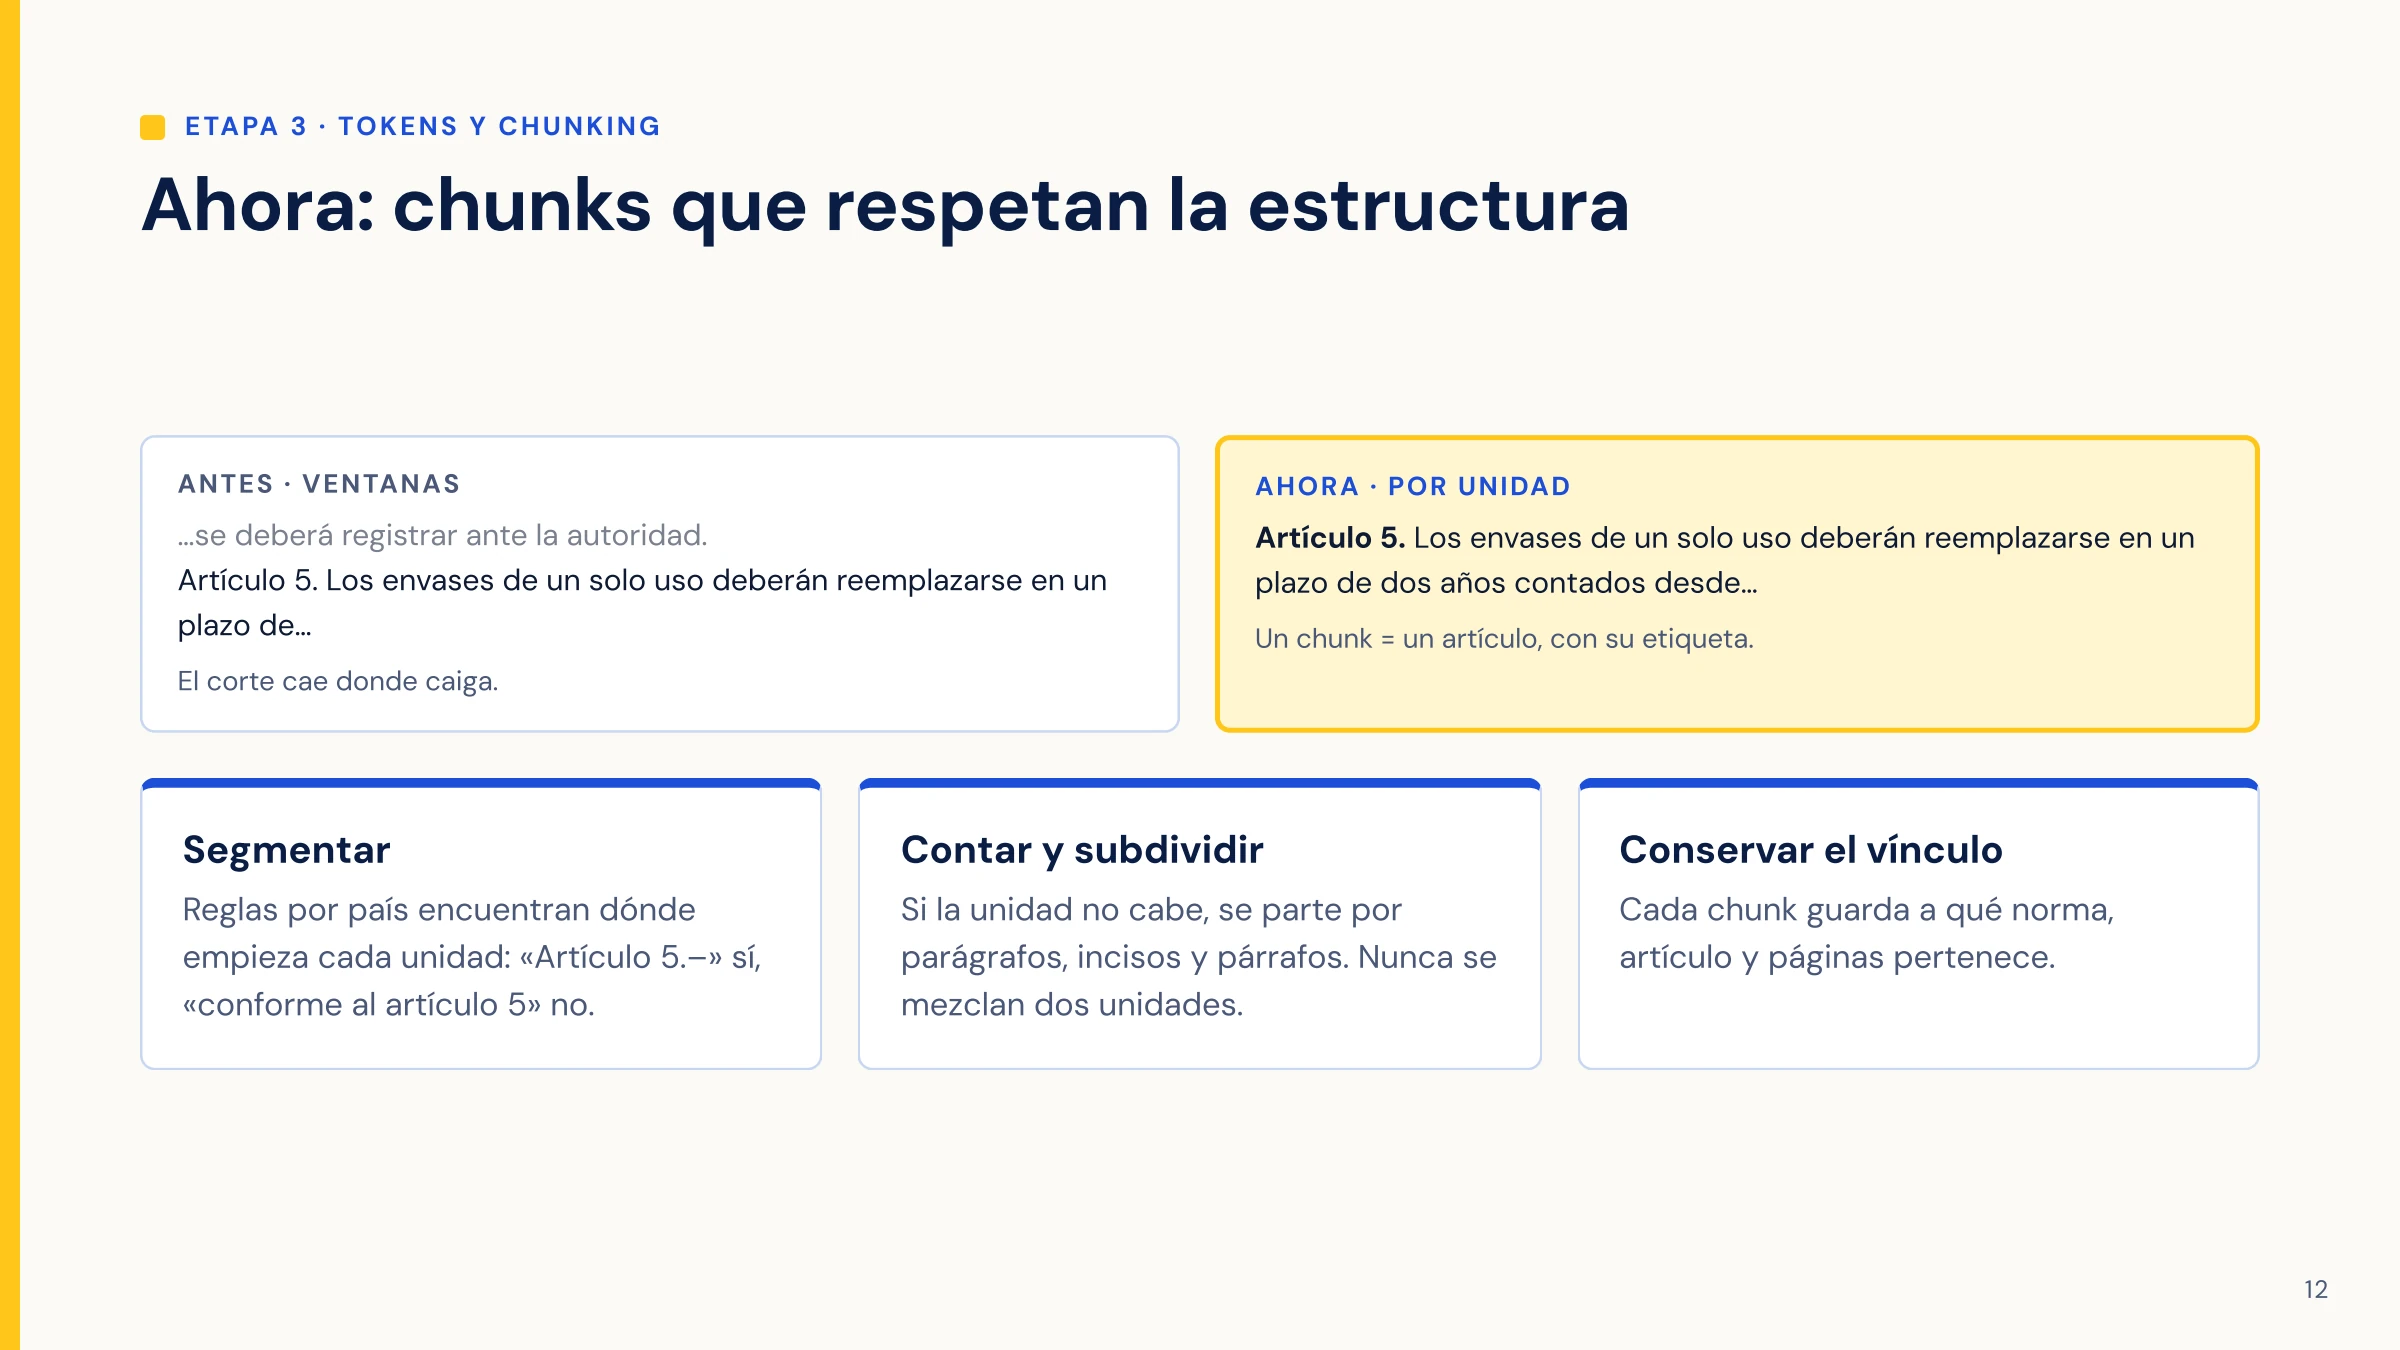 ETAPA 3 · TOKENS Y CHUNKING
Ahora: chunks que respetan la estructura
ANTES · VENTANAS
…se deberá registrar ante la autoridad.
Artículo 5. Los envases de un solo uso deberán reemplazarse en un
plazo de…
El corte cae donde caiga.
AHORA · POR UNIDAD
Artículo 5. Los envases de un solo uso deberán reemplazarse en un
plazo de dos años contados desde…
Un chunk = un artículo, con su etiqueta.
Segmentar
Reglas por país encuentran dónde
empieza cada unidad: «Artículo 5.–» sí,
«conforme al artículo 5» no.
Contar y subdividir
Si la unidad no cabe, se parte por
parágrafos, incisos y párrafos. Nunca se
mezclan dos unidades.
Conservar el vínculo
Cada chunk guarda a qué norma,
artículo y páginas pertenece.
12